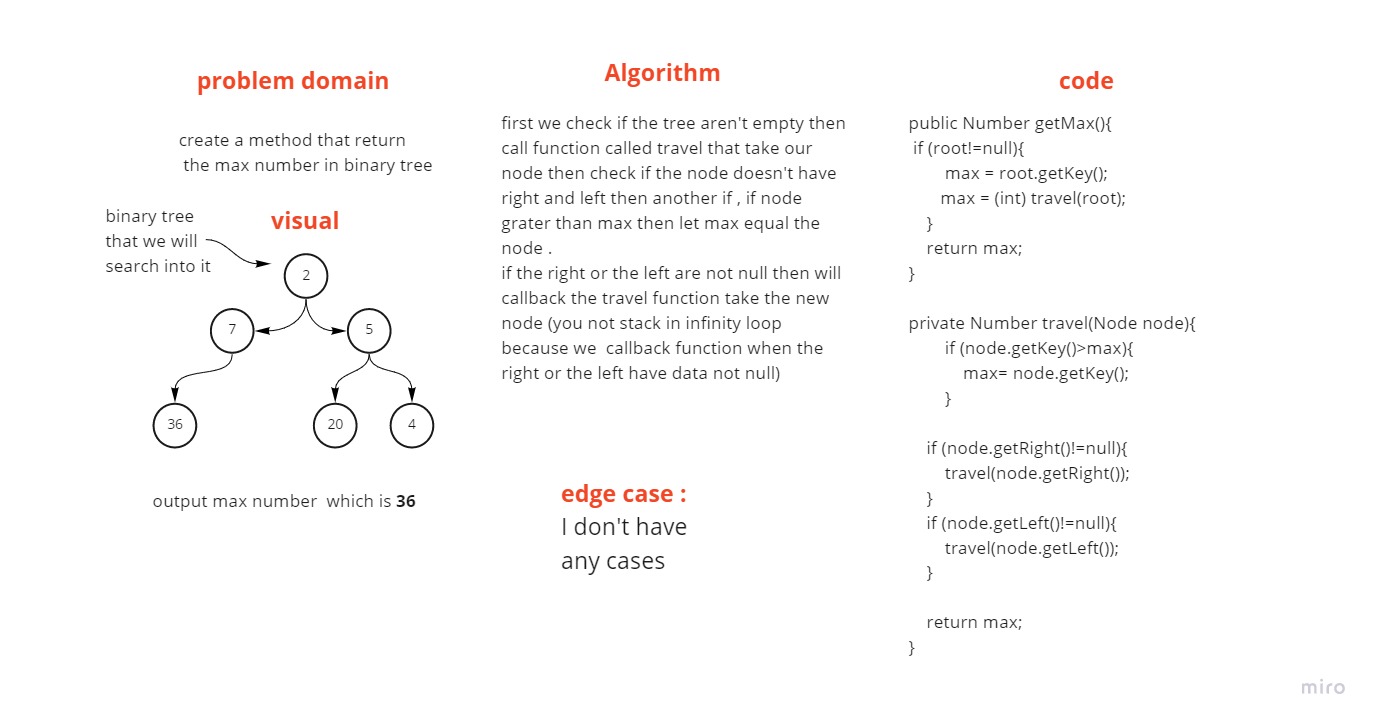 problem domain
create a method that return
the max number in binary tree
binary tree
that we will
search into it
visual
2
7
5
36
20
4
output max number which is 36
Algorithm
first we check if the tree aren't empty then
call function called travel that take our
node then check if the node doesn't have
right and left then another if , if node
grater than max then let max equal the
node .
if the right or the left are not null then will
callback the travel function take the new
node (you not stack in infinity loop
because we callback function when the
right or the left have data not null)
edge case :
I don't have
any cases
code
public Number getMax(){
if (root!=null){
max = root.getKey();
max = (int) travel(root);
}
return max;
}
private Number travel(Node node){
if (node.getKey()>max){
max= node.getKey();
}
if (node.getRight()!=null){
travel(node.getRight());
}
if (node.getLeft()!=null){
travel(node.getLeft());
}
return max;
}
miro